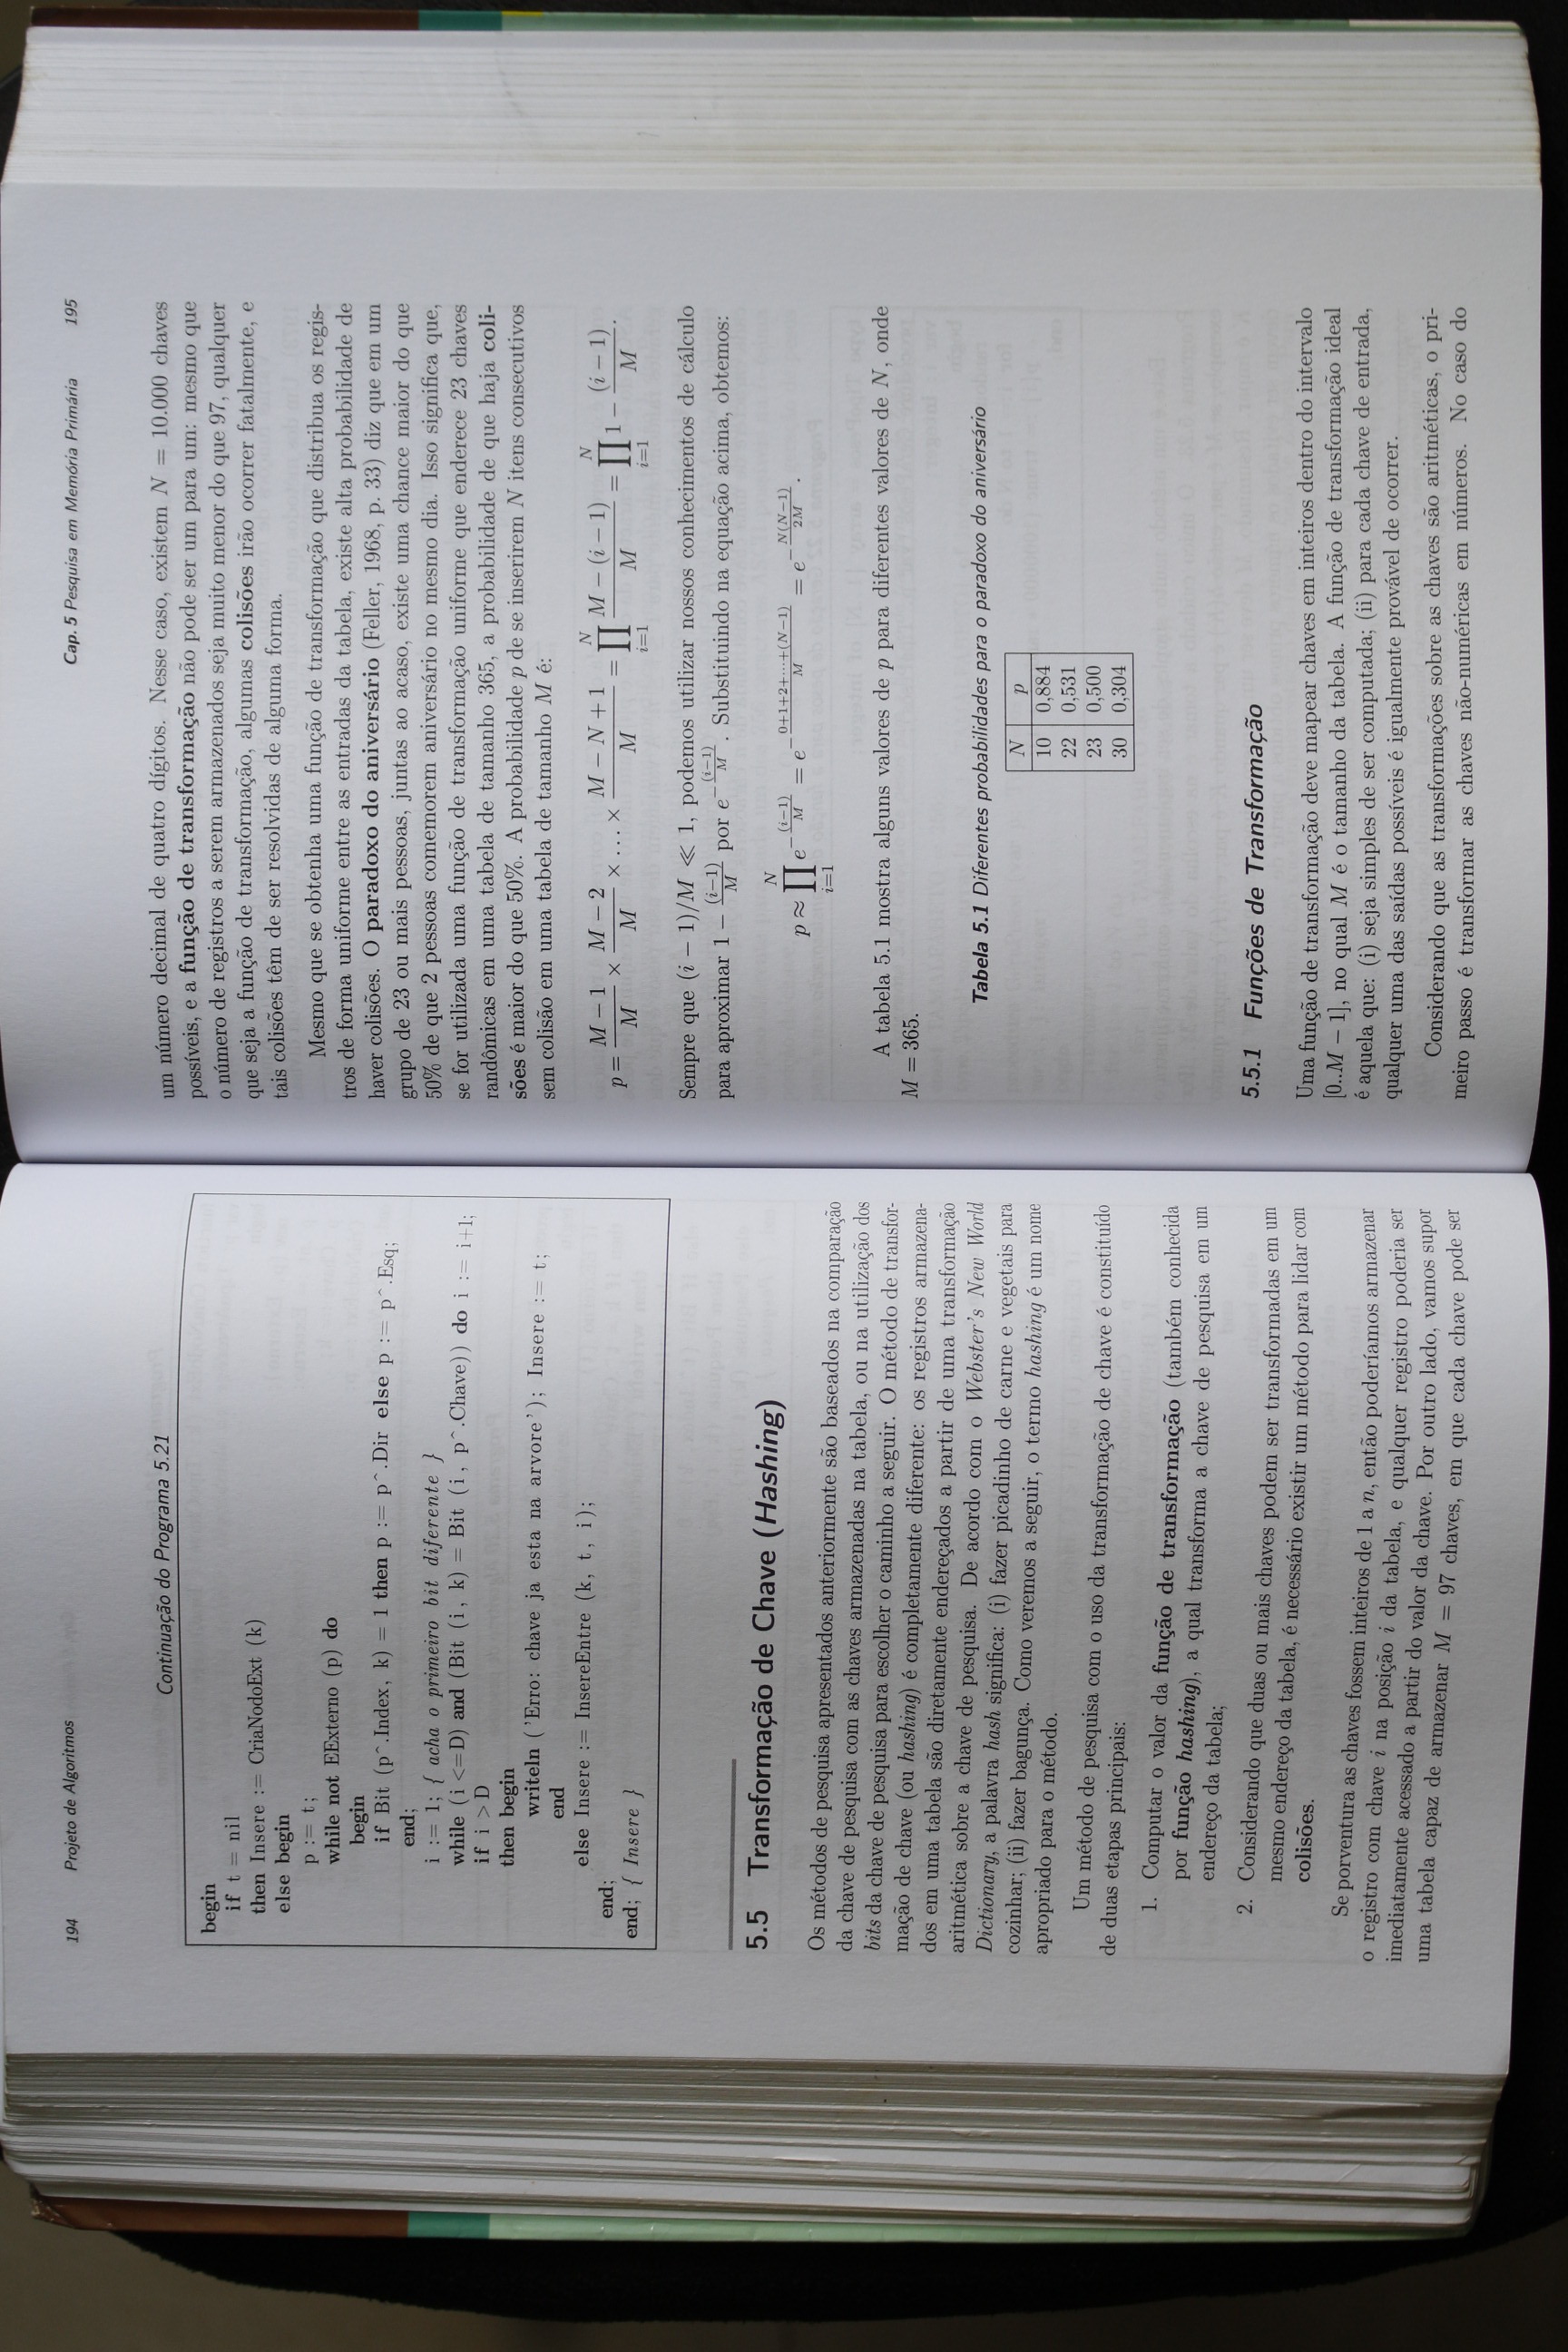 194 Projeto de Algoritmos
Continuação do Programa 5.21
begin
if t = nil
then Insere := CriaNodoExt (k)
else begin
p := t;
while not EExterno (p) do
begin
if Bit (p^.Index, k) = 1 then p := p^.Dir else p := p^.Esq;
end;
i := 1; { acha o primeiro bit diferente }
while (i <=D) and (Bit (i, k) = Bit (i, p^.Chave)) do i := i+1;
if i >D
then begin
writeln ('Erro: chave ja esta na arvore'); Insere := t;
end
else Insere := InsereEntre (k, t, i);
end;
end; { Insere }
5.5 Transformação de Chave (Hashing)
Os métodos de pesquisa apresentados anteriormente são baseados na comparação
da chave de pesquisa com as chaves armazenadas na tabela, ou na utilização dos
bits da chave de pesquisa para escolher o caminho a seguir. O método de transfor-
mação de chave (ou hashing) é completamente diferente: os registros armazena-
dos em uma tabela são diretamente endereçados a partir de uma transformação
aritmética sobre a chave de pesquisa. De acordo com o Webster's New World
Dictionary, a palavra hash significa: (i) fazer picadinho de carne e vegetais para
cozinhar; (ii) fazer bagunça. Como veremos a seguir, o termo hashing é um nome
apropriado para o método.
Um método de pesquisa com o uso da transformação de chave é constituído
de duas etapas principais:
1. Computar o valor da função de transformação (também conhecida
por função hashing), a qual transforma a chave de pesquisa em um
endereço da tabela;
2. Considerando que duas ou mais chaves podem ser transformadas em um
mesmo endereço da tabela, é necessário existir um método para lidar com
colisões.
Se porventura as chaves fossem inteiros de 1 a n, então poderíamos armazenar
o registro com chave i na posição i da tabela, e qualquer registro poderia ser
imediatamente acessado a partir do valor da chave. Por outro lado, vamos supor
uma tabela capaz de armazenar M = 97 chaves, em que cada chave pode ser
Cap. 5 Pesquisa em Memória Primária 195
um número decimal de quatro dígitos. Nesse caso, existem N = 10.000 chaves
possíveis, e a função de transformação não pode ser um para um: mesmo que
o número de registros a serem armazenados seja muito menor do que 97, qualquer
que seja a função de transformação, algumas colisões irão ocorrer fatalmente, e
tais colisões têm de ser resolvidas de alguma forma.
Mesmo que se obtenha uma função de transformação que distribua os regis-
tros de forma uniforme entre as entradas da tabela, existe alta probabilidade de
haver colisões. O paradoxo do aniversário (Feller, 1968, p. 33) diz que em um
grupo de 23 ou mais pessoas, juntas ao acaso, existe uma chance maior do que
50% de que 2 pessoas comemorem aniversário no mesmo dia. Isso significa que,
se for utilizada uma função de transformação uniforme que enderece 23 chaves
randômicas em uma tabela de tamanho 365, a probabilidade de que haja coli-
sões é maior do que 50%. A probabilidade p de se inserirem N itens consecutivos
sem colisão em uma tabela de tamanho M é:
p = \frac{M-1}{M} × \frac{M-2}{M} × ... × \frac{M-N+1}{M} = \prod_{i=1}^{N} \frac{M-(i-1)}{M} = \prod_{i=1}^{N} 1 - \frac{(i-1)}{M}.
Sempre que (i − 1)/M ≪ 1, podemos utilizar nossos conhecimentos de cálculo
para aproximar 1 − \frac{(i-1)}{M} por e^{-\frac{(i-1)}{M}}. Substituindo na equação acima, obtemos:
p ≈ \prod_{i=1}^{N} e^{-\frac{(i-1)}{M}} = e^{-\frac{0+1+2+\cdots+(N-1)}{M}} = e^{-\frac{N(N-1)}{2M}}.
A tabela 5.1 mostra alguns valores de p para diferentes valores de N, onde
M = 365.
Tabela 5.1 Diferentes probabilidades para o paradoxo do aniversário
N p
10 0,884
22 0,531
23 0,500
30 0,304
5.5.1 Funções de Transformação
Uma função de transformação deve mapear chaves em inteiros dentro do intervalo
[0..M − 1], no qual M é o tamanho da tabela. A função de transformação ideal
é aquela que: (i) seja simples de ser computada; (ii) para cada chave de entrada,
qualquer uma das saídas possíveis é igualmente provável de ocorrer.
Considerando que as transformações sobre as chaves são aritméticas, o pri-
meiro passo é transformar as chaves não-numéricas em números. No caso do